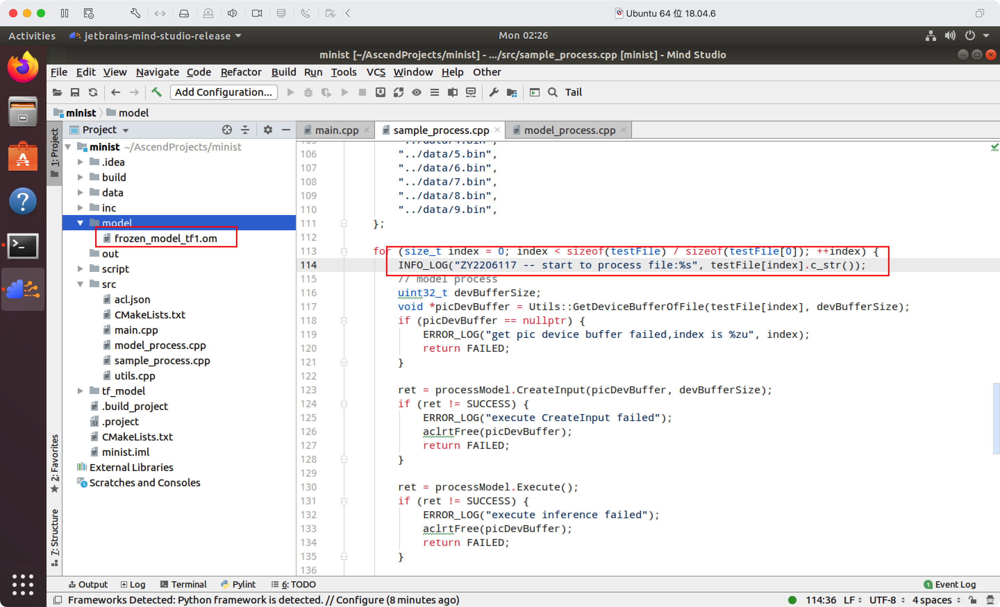 Ubuntu 64 位 18.04.6
Activities
jetbrains-mind-studio-release
Mon 02:26
minist [~/AscendProjects/minist] - .../src/sample_process.cpp [minist] - Mind Studio
File Edit View Navigate Code Refactor Build Run Tools VCS Window Help Other
Add Configuration...
Tail
minist
model
1: Project
Project
minist ~/AscendProjects/minist
.idea
build
data
inc
model
frozen_model_tf1.om
out
script
src
acl.json
CMakeLists.txt
main.cpp
model_process.cpp
sample_process.cpp
utils.cpp
tf_model
.build_project
.project
CMakeLists.txt
minist.iml
External Libraries
Scratches and Consoles
2: Favorites
7: Structure
main.cpp
sample_process.cpp
model_process.cpp
105 "../data/4.bin",
106 "../data/5.bin",
107 "../data/6.bin",
108 "../data/7.bin",
109 "../data/8.bin",
110 "../data/9.bin",
111 };
112
113 for (size_t index = 0; index < sizeof(testFile) / sizeof(testFile[0]); ++index) {
114 INFO_LOG("ZY2206117 -- start to process file:%s", testFile[index].c_str());
115 // model process
116 uint32_t devBufferSize;
117 void *picDevBuffer = Utils::GetDeviceBufferOfFile(testFile[index], devBufferSize);
118 if (picDevBuffer == nullptr) {
119 ERROR_LOG("get pic device buffer failed,index is %zu", index);
120 return FAILED;
121 }
122
123 ret = processModel.CreateInput(picDevBuffer, devBufferSize);
124 if (ret != SUCCESS) {
125 ERROR_LOG("execute CreateInput failed");
126 aclrtFree(picDevBuffer);
127 return FAILED;
128 }
129
130 ret = processModel.Execute();
131 if (ret != SUCCESS) {
132 ERROR_LOG("execute inference failed");
133 aclrtFree(picDevBuffer);
134 return FAILED;
135 }
136
Output
Log
Terminal
Pylint
6: TODO
1 Event Log
Frameworks Detected: Python framework is detected. // Configure (8 minutes ago)
114:36 LF UTF-8 4 spaces